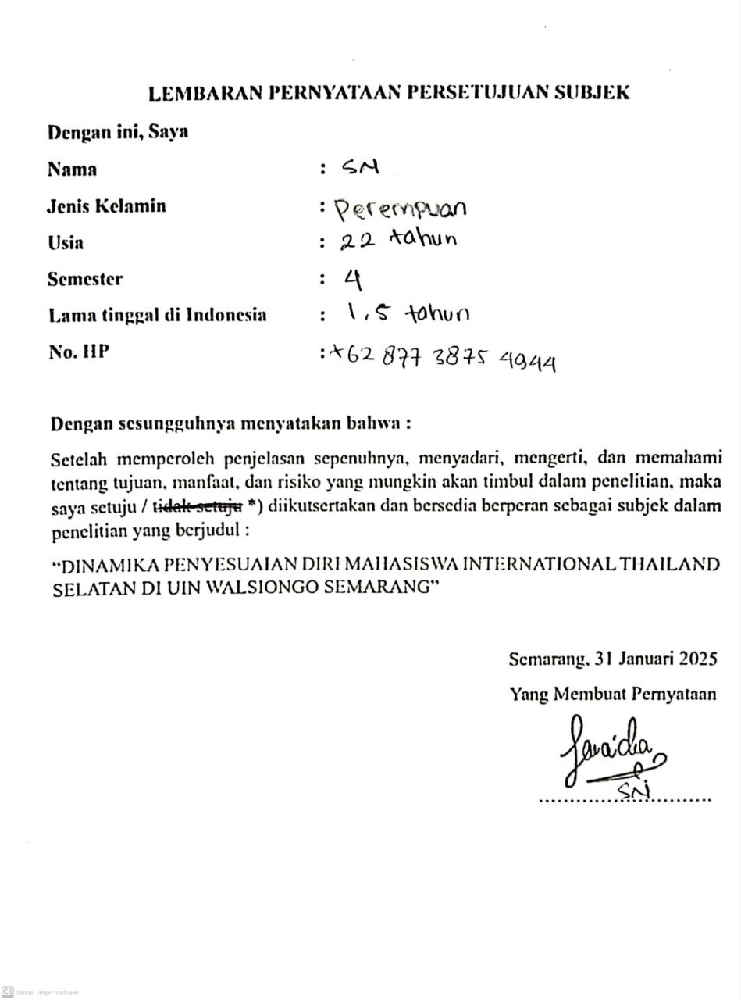 LEMBARAN PERNYATAAN PERSETUJUAN SUBJEK
Dengan ini, Saya
Nama : SN
Jenis Kelamin : Perempuan
Usia : 22 tahun
Semester : 4
Lama tinggal di Indonesia : 1,5 tahun
No. HP : +62 877 3875 4944
Dengan sesungguhnya menyatakan bahwa :
Setelah memperoleh penjelasan sepenuhnya, menyadari, mengerti, dan memahami
tentang tujuan, manfaat, dan risiko yang mungkin akan timbul dalam penelitian, maka
saya setuju / tidak setuju *) diikutsertakan dan bersedia berperan sebagai subjek dalam
penelitian yang berjudul :
“DINAMIKA PENYESUAIAN DIRI MAHASISWA INTERNATIONAL THAILAND
SELATAN DI UIN WALSIONGO SEMARANG”
Semarang, 31 Januari 2025
Yang Membuat Pernyataan
SN
CS Dipindai dengan CamScanner